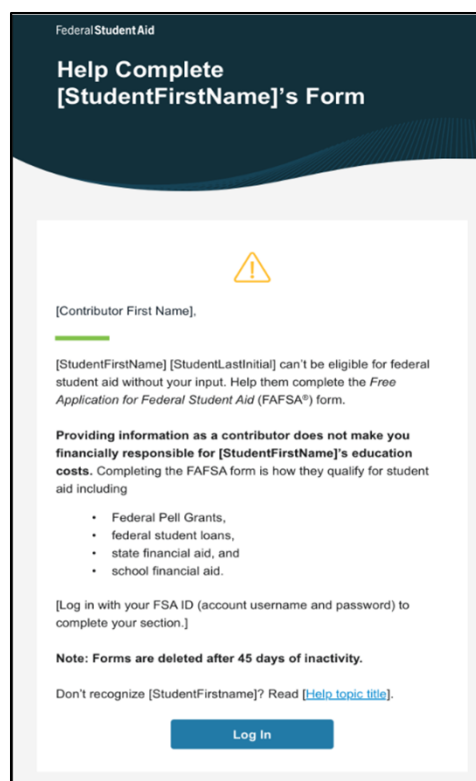 Federal Student Aid
Help Complete
[StudentFirstName]'s Form
[Contributor First Name],
[StudentFirstName] [StudentLastInitial] can't be eligible for federal
student aid without your input. Help them complete the Free
Application for Federal Student Aid (FAFSA®) form.
Providing information as a contributor does not make you
financially responsible for [StudentFirstName]'s education
costs. Completing the FAFSA form is how they qualify for student
aid including
• Federal Pell Grants,
• federal student loans,
• state financial aid, and
• school financial aid.
[Log in with your FSA ID (account username and password) to
complete your section.]
Note: Forms are deleted after 45 days of inactivity.
Don't recognize [StudentFirstname]? Read [Help topic title].
Log In